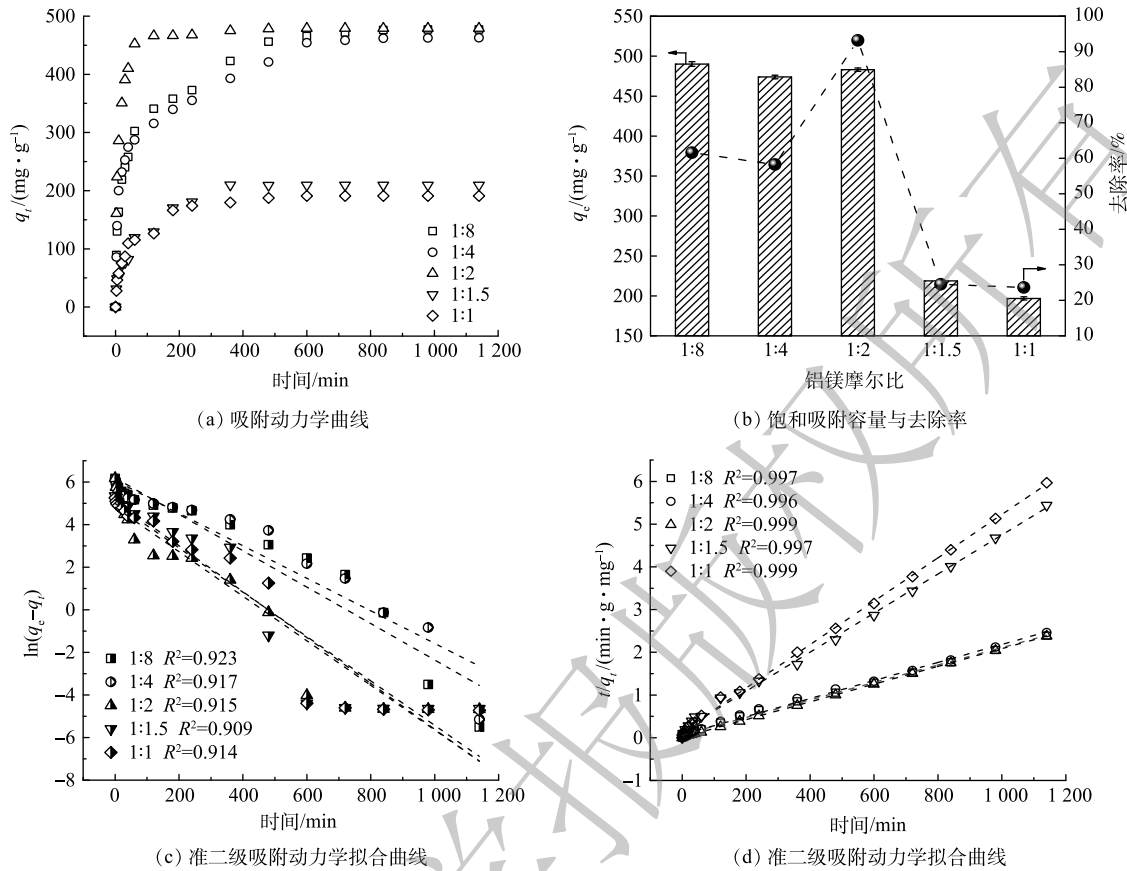 500
400
300
200
100
0
qt/(mg·g−1)
1∶8
1∶4
1∶2
1∶1.5
1∶1
0 200 400 600 800 1 000 1 200
时间/min
(a) 吸附动力学曲线
550
500
450
400
350
300
250
200
150
qe/(mg·g−1)
100
90
80
70
60
50
40
30
20
10
去除率/%
1∶8 1∶4 1∶2 1∶1.5 1∶1
铝镁摩尔比
(b) 饱和吸附容量与去除率
6
4
2
0
−2
−4
−6
−8
ln(qe−qt)
1∶8 R2=0.923
1∶4 R2=0.917
1∶2 R2=0.915
1∶1.5 R2=0.909
1∶1 R2=0.914
0 200 400 600 800 1 000 1 200
时间/min
(c) 准二级吸附动力学拟合曲线
6
5
4
3
2
1
0
−1
t/qt/(min·g·mg−1)
1∶8 R2=0.997
1∶4 R2=0.996
1∶2 R2=0.999
1∶1.5 R2=0.997
1∶1 R2=0.999
0 200 400 600 800 1 000 1 200
时间/min
(d) 准二级吸附动力学拟合曲线
报版权所有